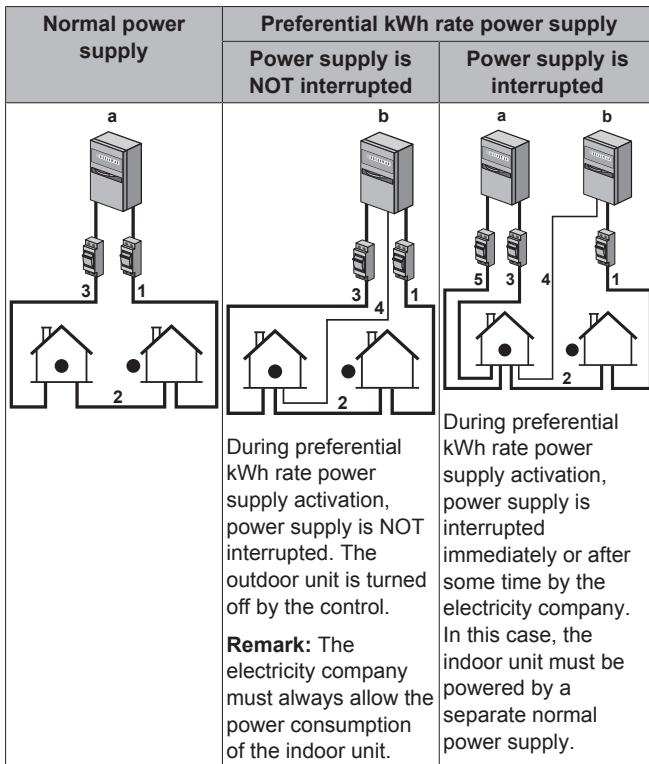 Normal power
supply
Preferential kWh rate power supply
Power supply is
NOT interrupted
Power supply is
interrupted
a
3 1
2
b
3 4 1
2
During preferential
kWh rate power
supply activation,
power supply is NOT
interrupted. The
outdoor unit is turned
off by the control.
Remark: The
electricity company
must always allow the
power consumption
of the indoor unit.
a b
5 3 4 1
2
During preferential
kWh rate power
supply activation,
power supply is
interrupted
immediately or after
some time by the
electricity company.
In this case, the
indoor unit must be
powered by a
separate normal
power supply.